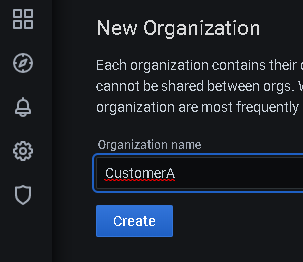 New Organization
Each organization contains their
cannot be shared between orgs.
organization are most frequently
Organization name
CustomerA
Create